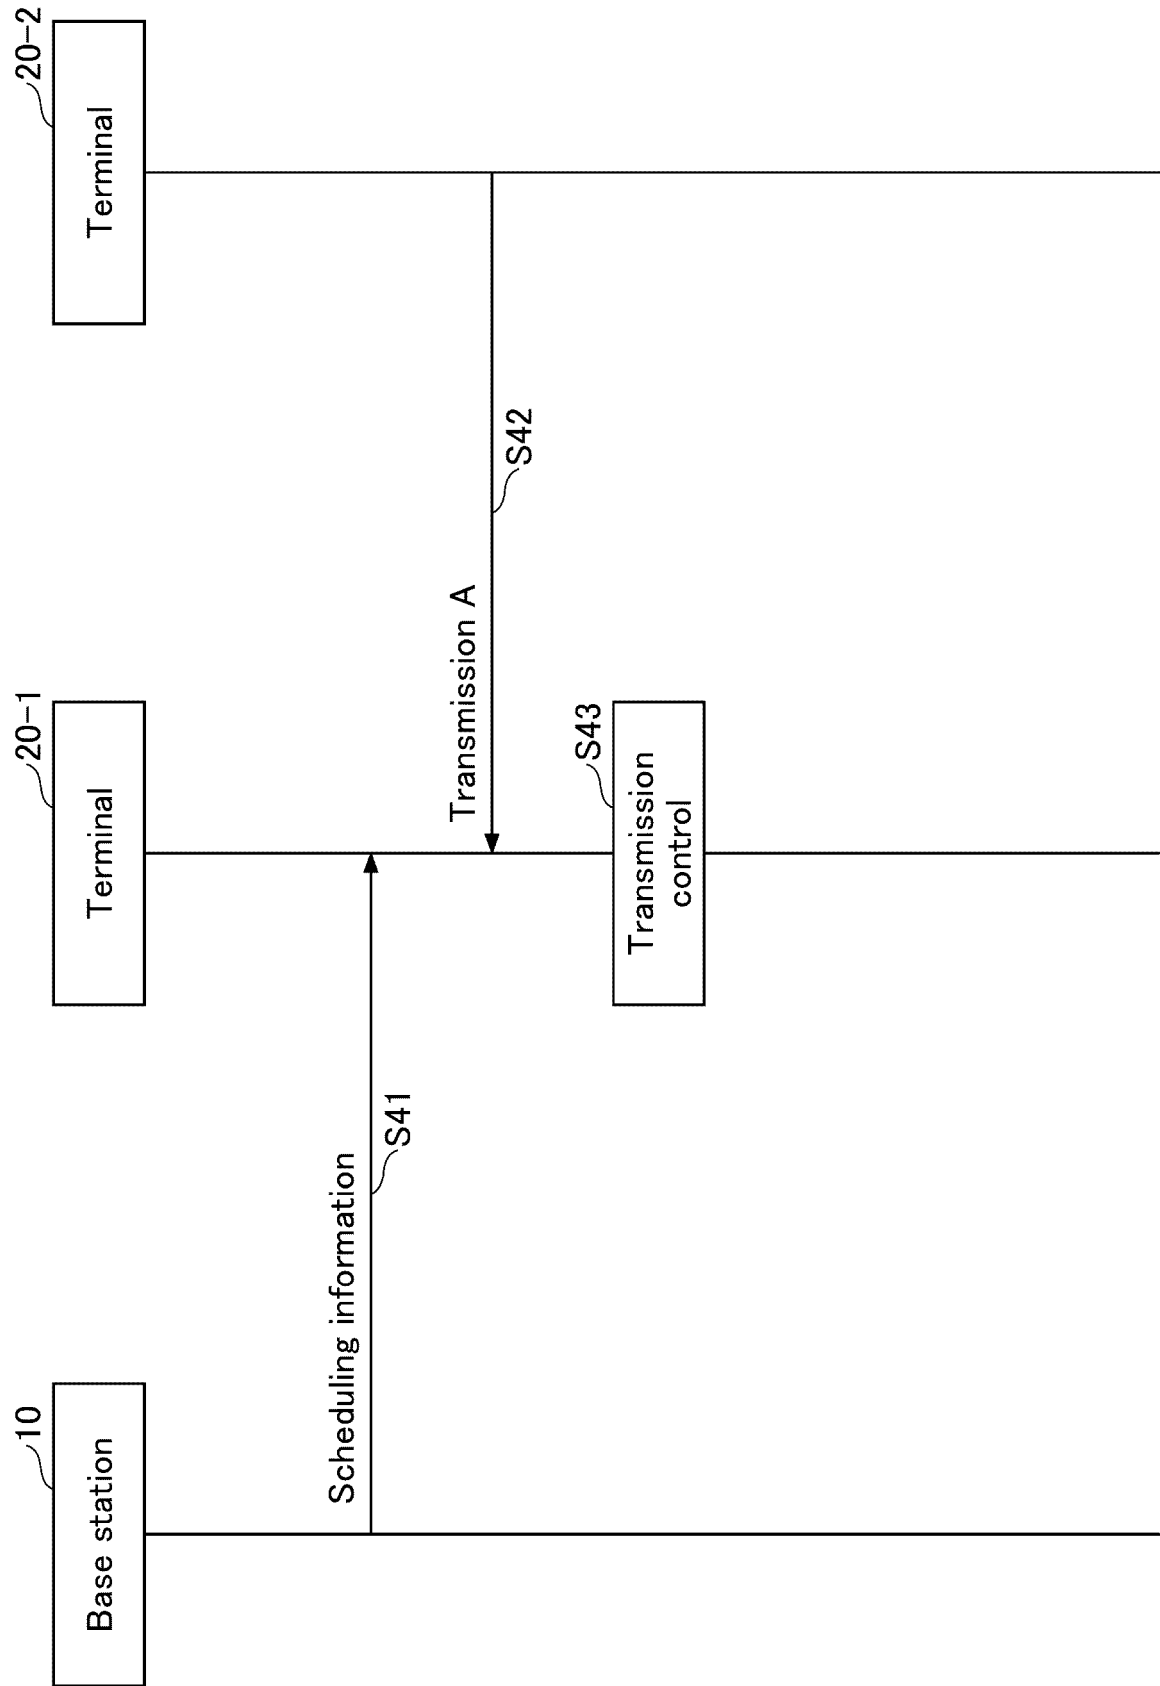 10
Base station
20-1
Terminal
20-2
Terminal
Scheduling information
S41
Transmission A
S42
S43
Transmission
control